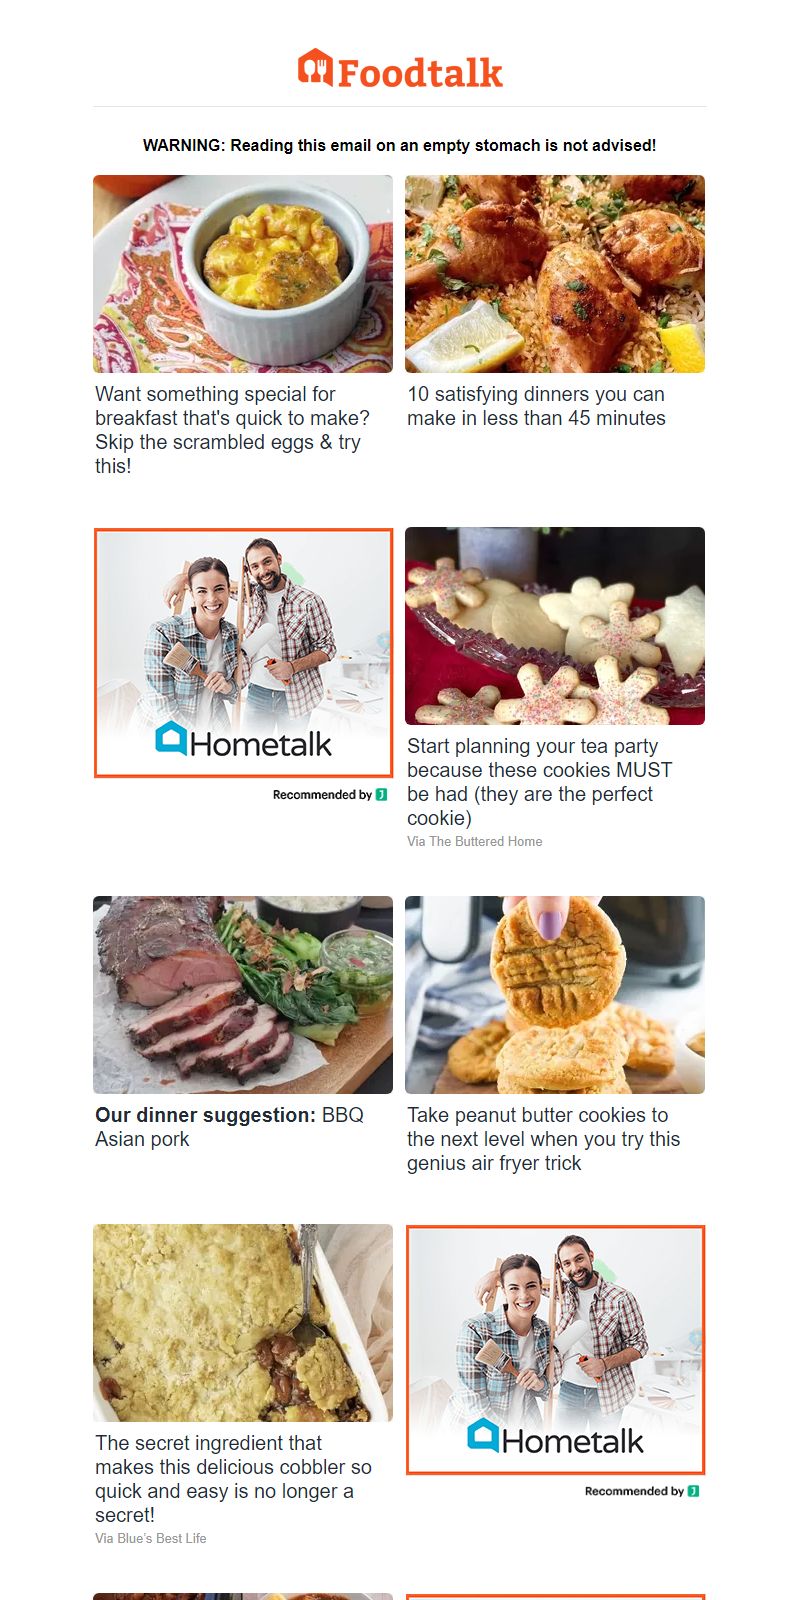 Foodtalk
WARNING: Reading this email on an empty stomach is not advised!
Want something special for
breakfast that's quick to make?
Skip the scrambled eggs & try
this!
10 satisfying dinners you can
make in less than 45 minutes
Hometalk
Recommended by
Start planning your tea party
because these cookies MUST
be had (they are the perfect
cookie)
Via The Buttered Home
Our dinner suggestion: BBQ
Asian pork
Take peanut butter cookies to
the next level when you try this
genius air fryer trick
The secret ingredient that
makes this delicious cobbler so
quick and easy is no longer a
secret!
Via Blue's Best Life
Hometalk
Recommended by